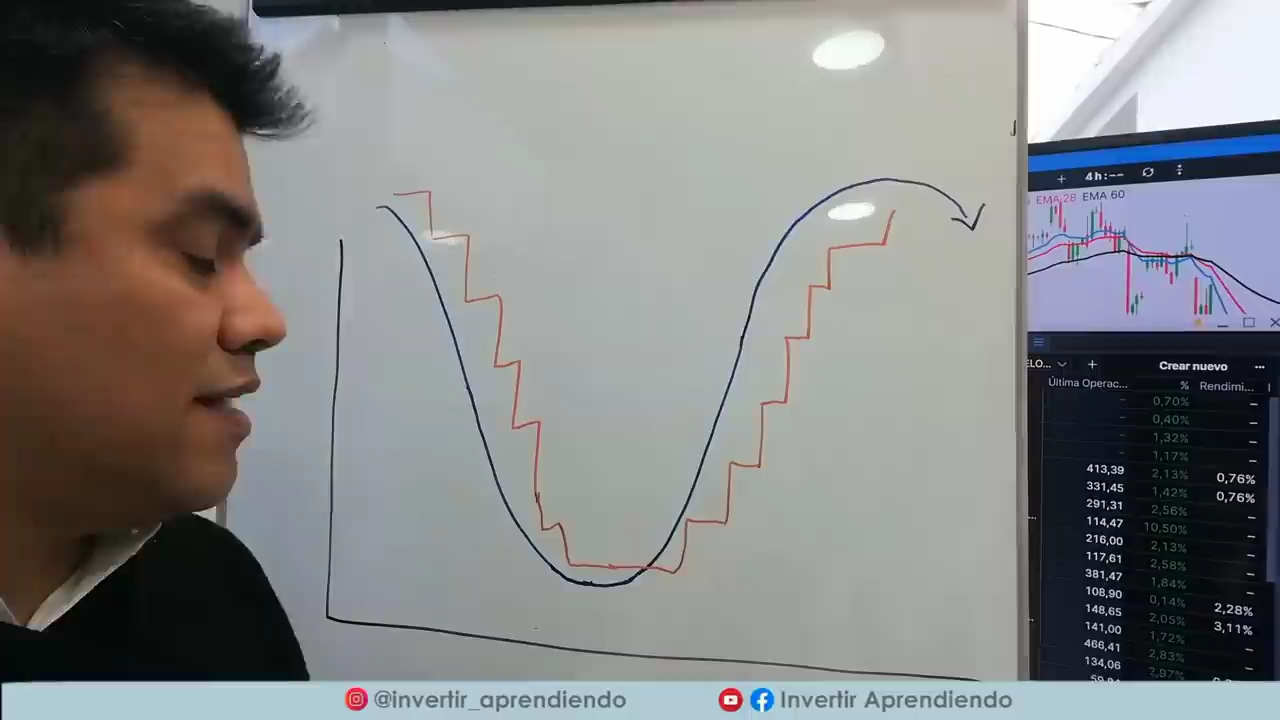 4h:--
EMA 28 EMA 60
ELO...
Crear nuevo
Última Operac... % Rendimi...
0,70%
0,40%
1,32%
1,17%
413,39 2,13% 0,76%
331,45 1,42% 0,76%
291,31 2,56%
114,47 10,50%
216,00 2,13%
117,61 2,58%
381,47 1,84%
108,90 0,14% 2,28%
148,65 2,05% 3,11%
141,00 1,72%
466,41 2,83%
134,06 2,97%
@invertir_aprendiendo
Invertir Aprendiendo